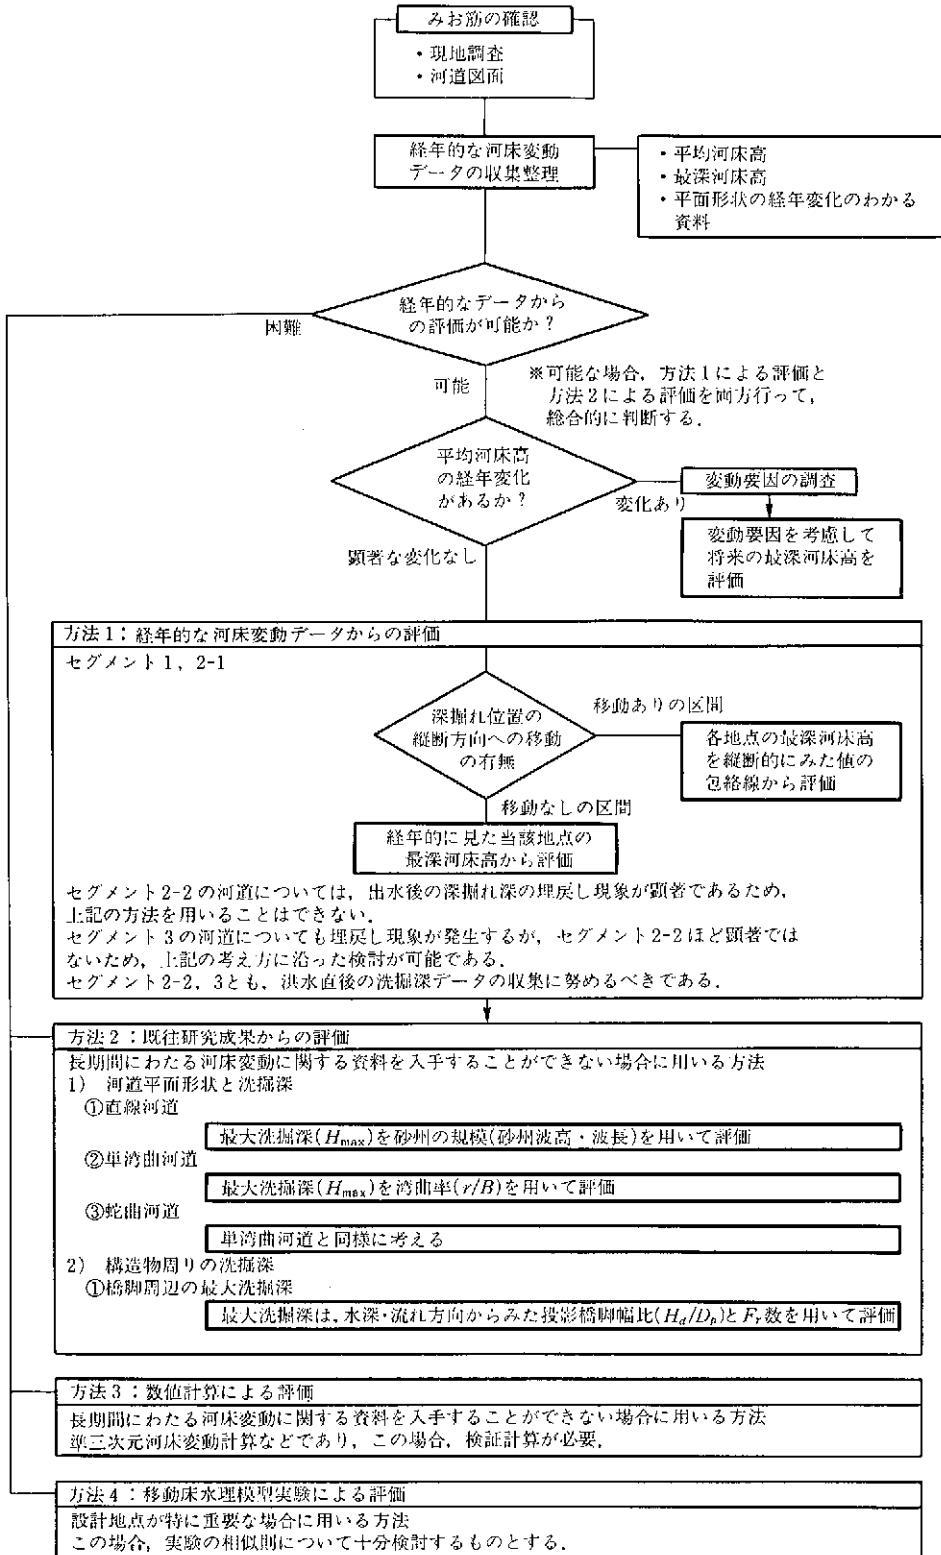 みお筋の確認
・現地調査
・河道図面
経年的な河床変動
データの収集整理
・平均河床高
・最深河床高
・平面形状の経年変化のわかる
資料
経年的なデータから
の評価が可能か？
困難
可能
※可能な場合，方法1による評価と
方法2による評価を両方行って，
総合的に判断する．
平均河床高
の経年変化
があるか？
変化あり
変動要因の調査
変動要因を考慮して
将来の最深河床高を
評価
顕著な変化なし
方法1：経年的な河床変動データからの評価
セグメント1，2-1
深掘れ位置の
縦断方向への移動
の有無
移動ありの区間
各地点の最深河床高
を縦断的にみた値の
包絡線から評価
移動なしの区間
経年的に見た当該地点の
最深河床高から評価
セグメント2-2の河道については，出水後の深掘れ深の埋戻し現象が顕著であるため，
上記の方法を用いることはできない．
セグメント3の河道についても埋戻し現象が発生するが，セグメント2-2ほど顕著では
ないため，上記の考え方に沿った検討が可能である．
セグメント2-2，3とも，洪水直後の洗掘深データの収集に努めるべきである．
方法2：既往研究成果からの評価
長期間にわたる河床変動に関する資料を入手することができない場合に用いる方法
1) 河道平面形状と洗掘深
①直線河道
最大洗掘深(Hmax)を砂州の規模(砂州波高・波長)を用いて評価
②単湾曲河道
最大洗掘深(Hmax)を湾曲率(r/B)を用いて評価
③蛇曲河道
単湾曲河道と同様に考える
2) 構造物周りの洗掘深
①橋脚周辺の最大洗掘深
最大洗掘深は，水深・流れ方向からみた投影橋脚幅比(Hd/Dp)とFr数を用いて評価
方法3：数値計算による評価
長期間にわたる河床変動に関する資料を入手することができない場合に用いる方法
準三次元河床変動計算などであり，この場合，検証計算が必要．
方法4：移動床水理模型実験による評価
設計地点が特に重要な場合に用いる方法
この場合，実験の相似則について十分検討するものとする．